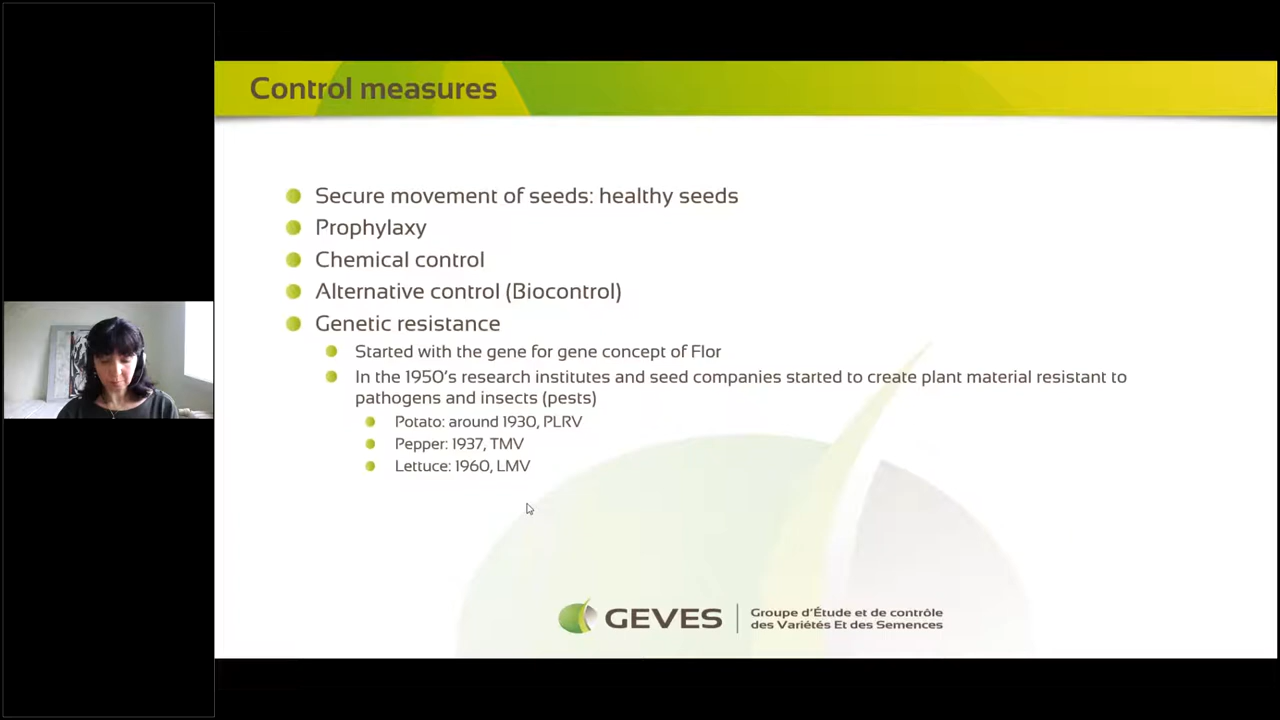 Control measures
Secure movement of seeds: healthy seeds
Prophylaxy
Chemical control
Alternative control (Biocontrol)
Genetic resistance
Started with the gene for gene concept of Flor
In the 1950's research institutes and seed companies started to create plant material resistant to
pathogens and insects (pests)
Potato: around 1930, PLRV
Pepper: 1937, TMV
Lettuce: 1960, LMV
GEVES
Groupe d'Étude et de contrôle
des Variétés Et des Semences